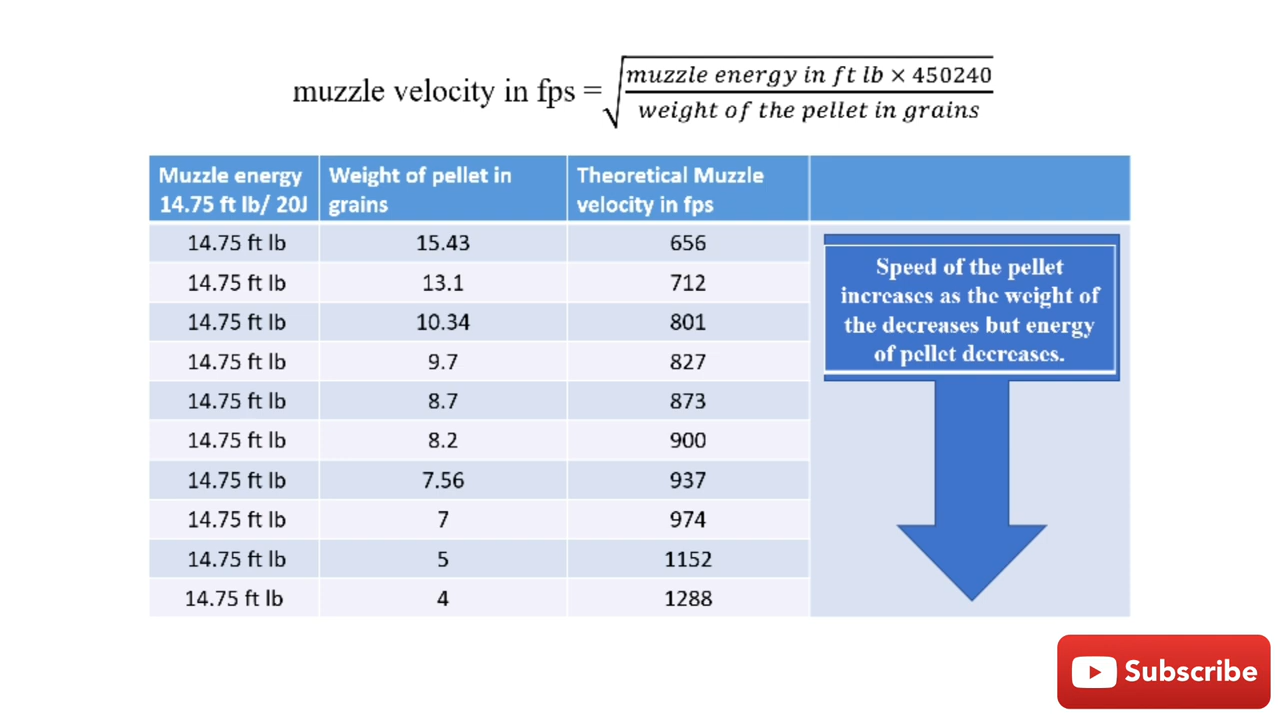 muzzle velocity in fps = √(muzzle energy in ft lb × 450240 / weight of the pellet in grains)
Muzzle energy 14.75 ft lb/ 20J | Weight of pellet in grains | Theoretical Muzzle velocity in fps
14.75 ft lb 15.43 656
14.75 ft lb 13.1 712
14.75 ft lb 10.34 801
14.75 ft lb 9.7 827
14.75 ft lb 8.7 873
14.75 ft lb 8.2 900
14.75 ft lb 7.56 937
14.75 ft lb 7 974
14.75 ft lb 5 1152
14.75 ft lb 4 1288
Speed of the pellet
increases as the weight of
the decreases but energy
of pellet decreases.
Subscribe